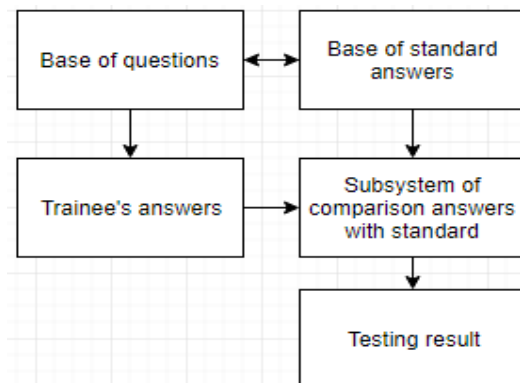 Base of questions
Base of standard
answers
Trainee's answers
Subsystem of
comparison answers
with standard
Testing result